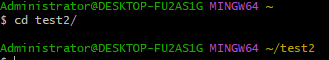 Administrator@DESKTOP-FU2AS1G MINGW64 ~
$ cd test2/

Administrator@DESKTOP-FU2AS1G MINGW64 ~/test2
$